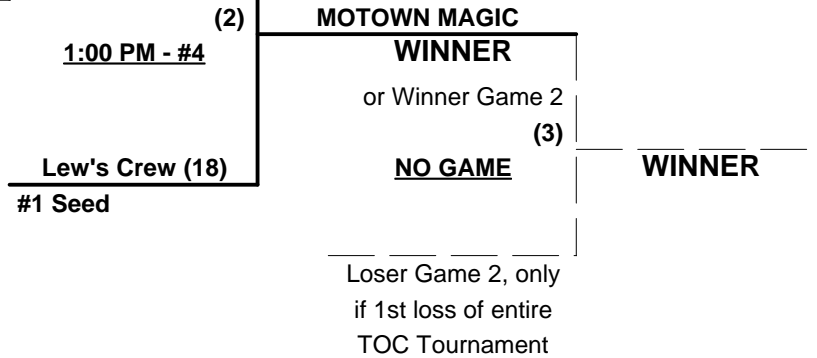 (2)
MOTOWN MAGIC
1:00 PM - #4
WINNER
or Winner Game 2
(3)
Lew's Crew (18)
NO GAME
WINNER
#1 Seed
Loser Game 2, only
if 1st loss of entire
TOC Tournament